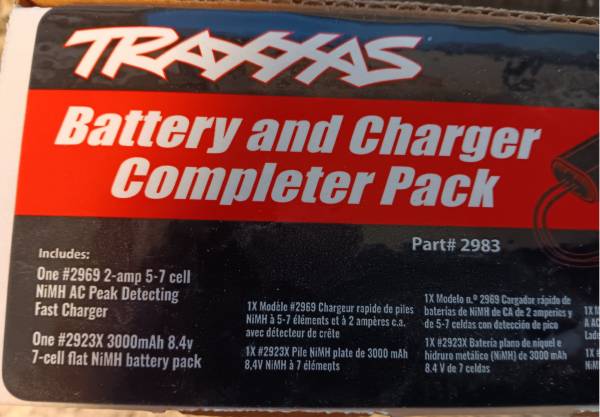 TRAXXAS
Battery and Charger
Completer Pack
Part# 2983
Includes:
One #2969 2-amp 5-7 cell
NiMH AC Peak Detecting
Fast Charger
One #2923X 3000mAh 8.4v
7-cell flat NiMH battery pack
1X Modèle #2969 Chargeur rapide de piles
NiMH à 5-7 éléments et à 2 ampères c.a.
avec détecteur de crête
1X #2923X Pile NiMH plate de 3000 mAh
8.4V NiMH à 7 éléments
1X Modelo n.º 2969 Cargador rápido de
baterías de NiMH de CA de 2 amperios y
de 5-7 celdas con detección de pico
1X #2923X Batería plano de níquel e
hidruro metálico (NiMH) de 3000 mAh
8.4 V de 7 celdas